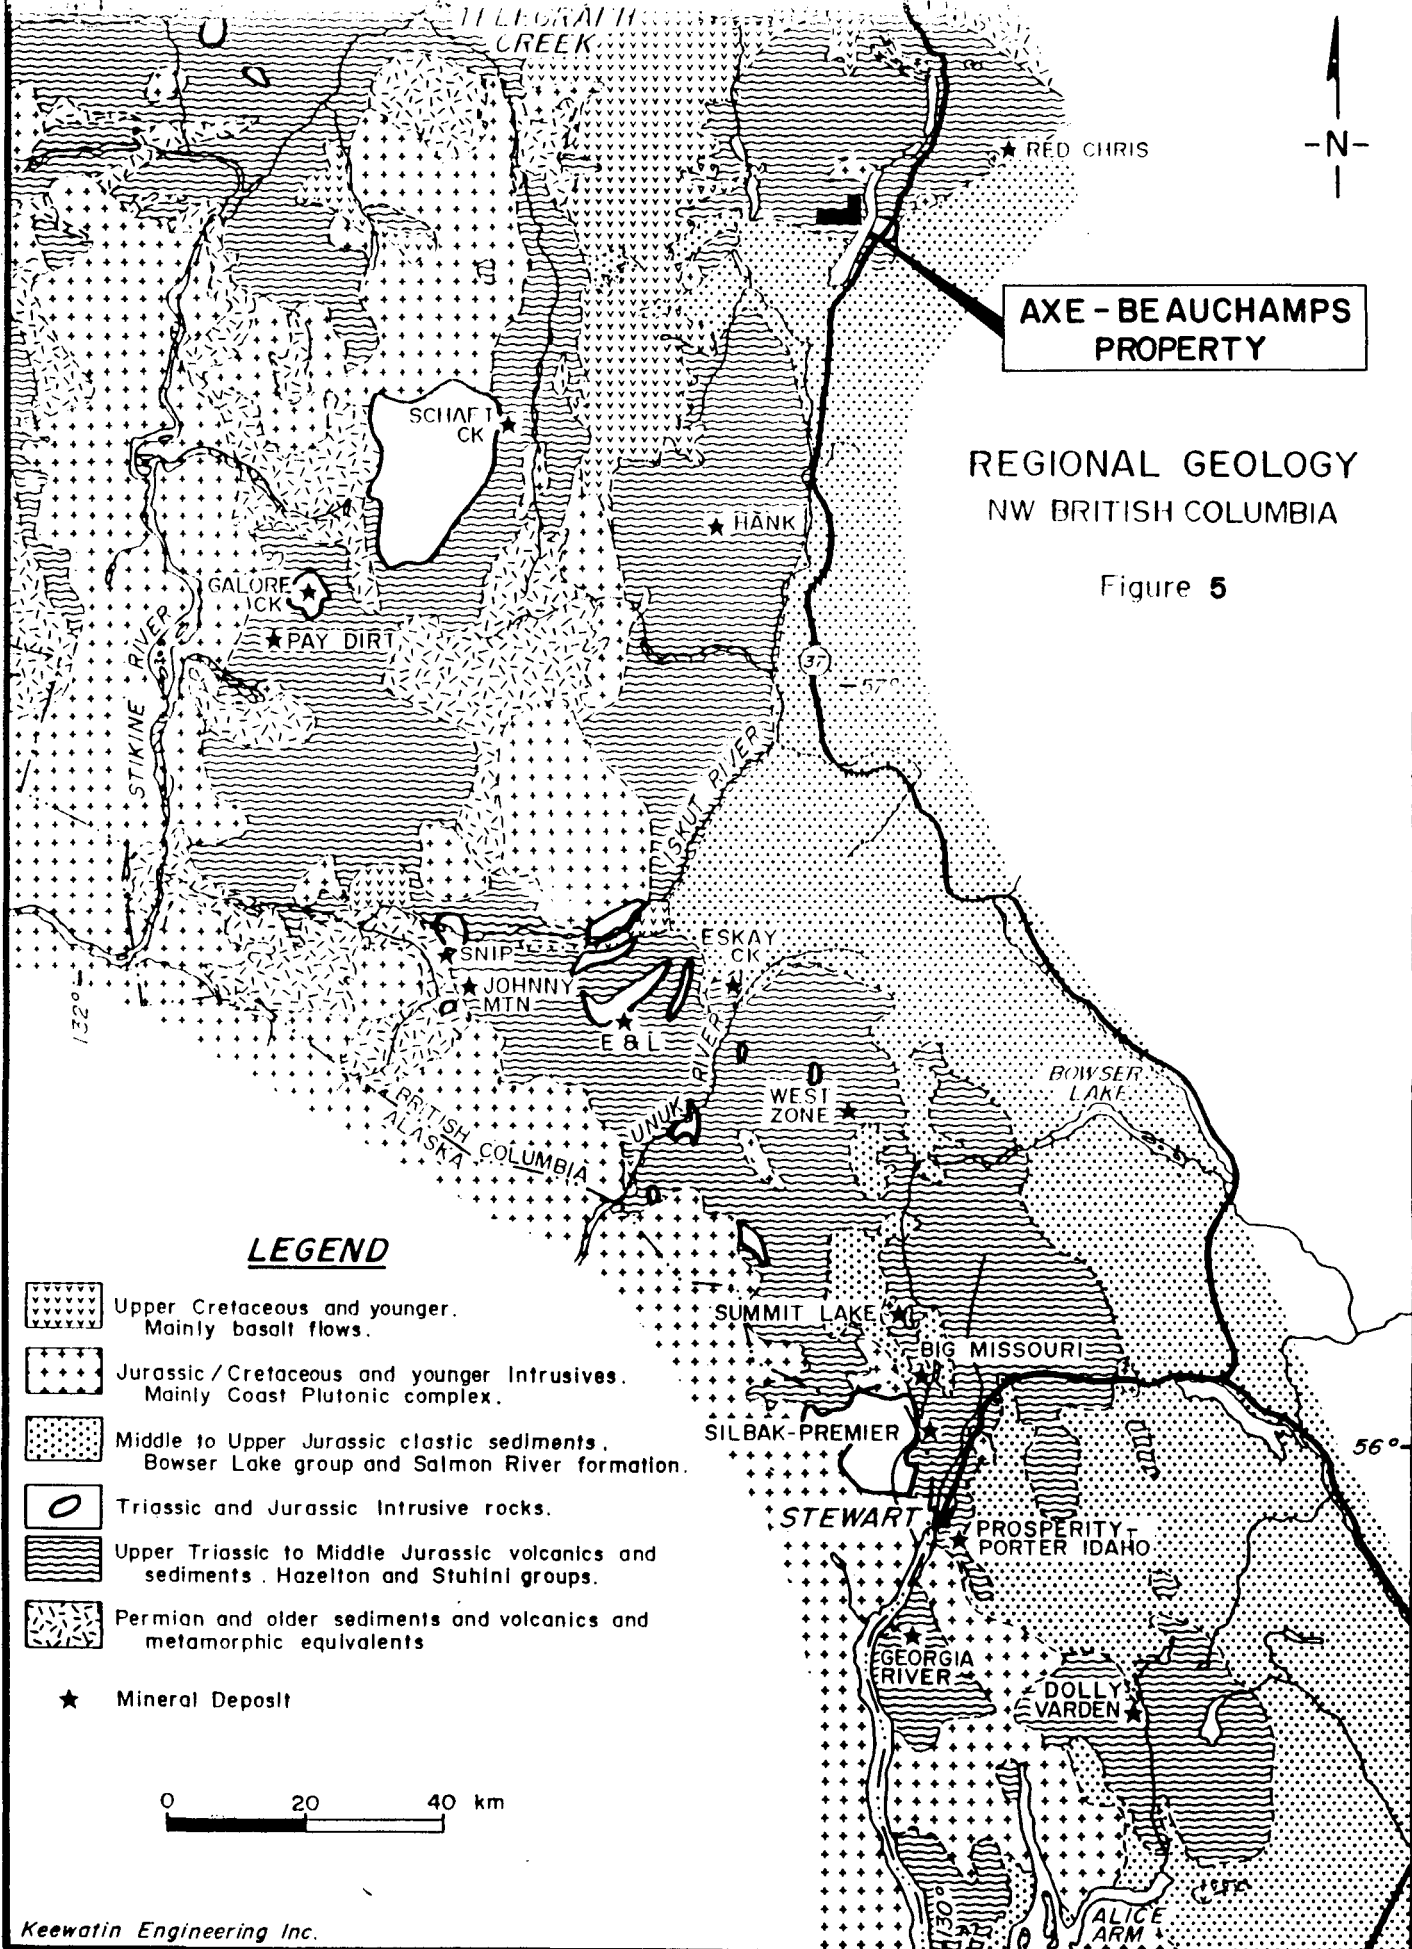 TELEGRAPH
CREEK
RED CHRIS
-N-
AXE-BEAUCHAMPS
PROPERTY
SCHAFT
CK
REGIONAL GEOLOGY
NW BRITISH COLUMBIA
HANK
Figure 5
GALORE
CK
PAY DIRT
STIKINE RIVER
37
57°
ISKUT RIVER
ESKAY
CK
SNIP
JOHNNY
MTN
E & L
132°
UNUK RIVER
WEST
ZONE
BOWSER
LAKE
BRITISH COLUMBIA
ALASKA
LEGEND
Upper Cretaceous and younger.
Mainly basalt flows.
Jurassic/Cretaceous and younger Intrusives.
Mainly Coast Plutonic complex.
Middle to Upper Jurassic clastic sediments.
Bowser Lake group and Salmon River formation.
Triassic and Jurassic Intrusive rocks.
Upper Triassic to Middle Jurassic volcanics and
sediments. Hazelton and Stuhini groups.
Permian and older sediments and volcanics and
metamorphic equivalents
Mineral Deposit
SUMMIT LAKE
BIG MISSOURI
SILBAK-PREMIER
56°
STEWART
PROSPERITY-
PORTER IDAHO
GEORGIA
RIVER
DOLLY
VARDEN
0 20 40 km
130°
ALICE
ARM
Keewatin Engineering Inc.